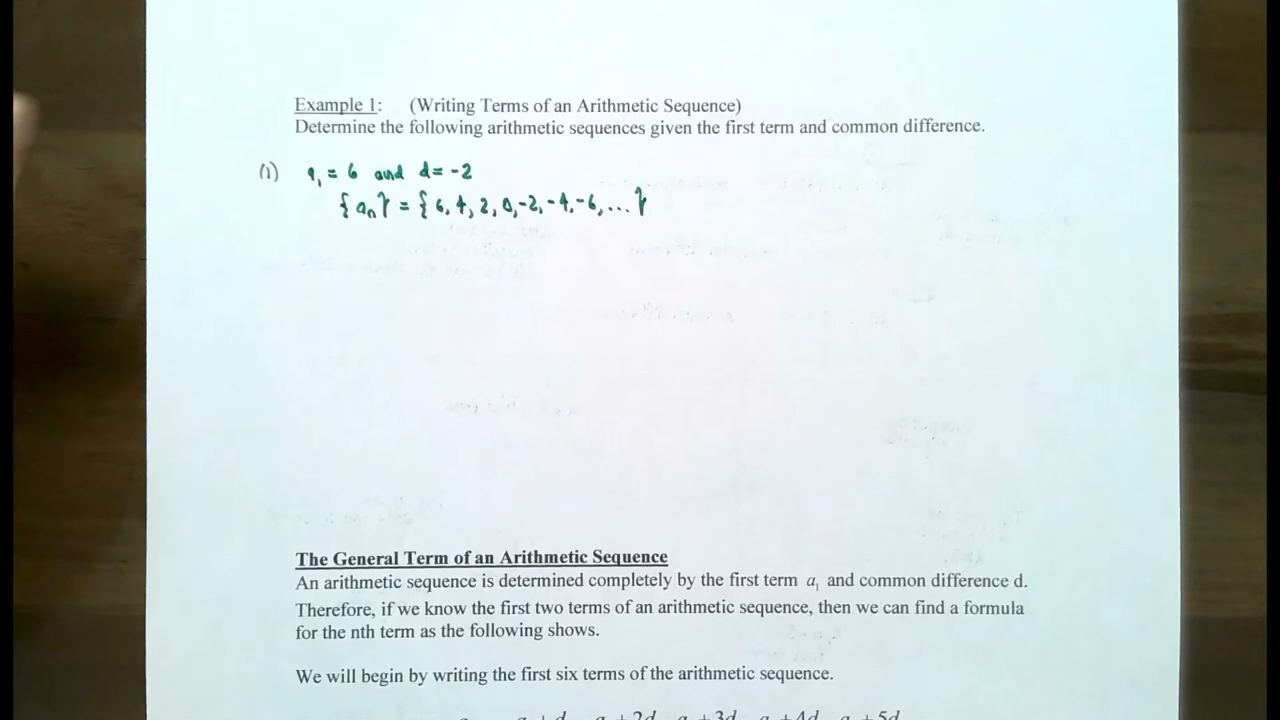 Example 1: (Writing Terms of an Arithmetic Sequence)
Determine the following arithmetic sequences given the first term and common difference.
(1) a₁ = 6 and d = -2
{aₙ} = {6, 4, 2, 0, -2, -4, -6, ...}
The General Term of an Arithmetic Sequence
An arithmetic sequence is determined completely by the first term a₁ and common difference d.
Therefore, if we know the first two terms of an arithmetic sequence, then we can find a formula
for the nth term as the following shows.
We will begin by writing the first six terms of the arithmetic sequence.